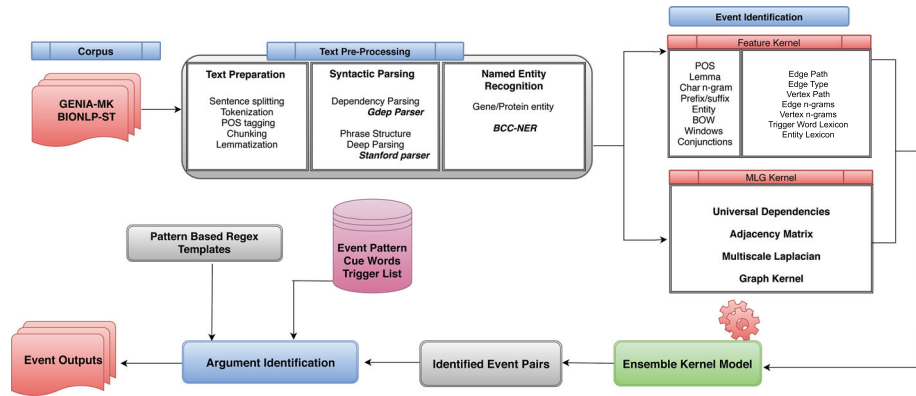 Corpus
GENIA-MK
BIONLP-ST
Text Pre-Processing
Text Preparation
Sentence splitting
Tokenization
POS tagging
Chunking
Lemmatization
Syntactic Parsing
Dependency Parsing
Gdep Parser
Phrase Structure
Deep Parsing
Stanford parser
Named Entity
Recognition
Gene/Protein entity
BCC-NER
Event Identification
Feature Kernel
POS
Lemma
Char n-gram
Prefix/suffix
Entity
BOW
Windows
Conjunctions
Edge Path
Edge Type
Vertex Path
Edge n-grams
Vertex n-grams
Trigger Word Lexicon
Entity Lexicon
MLG Kernel
Universal Dependencies
Adjacency Matrix
Multiscale Laplacian
Graph Kernel
Pattern Based Regex
Templates
Event Pattern
Cue Words
Trigger List
Event Outputs
Argument Identification
Identified Event Pairs
Ensemble Kernel Model